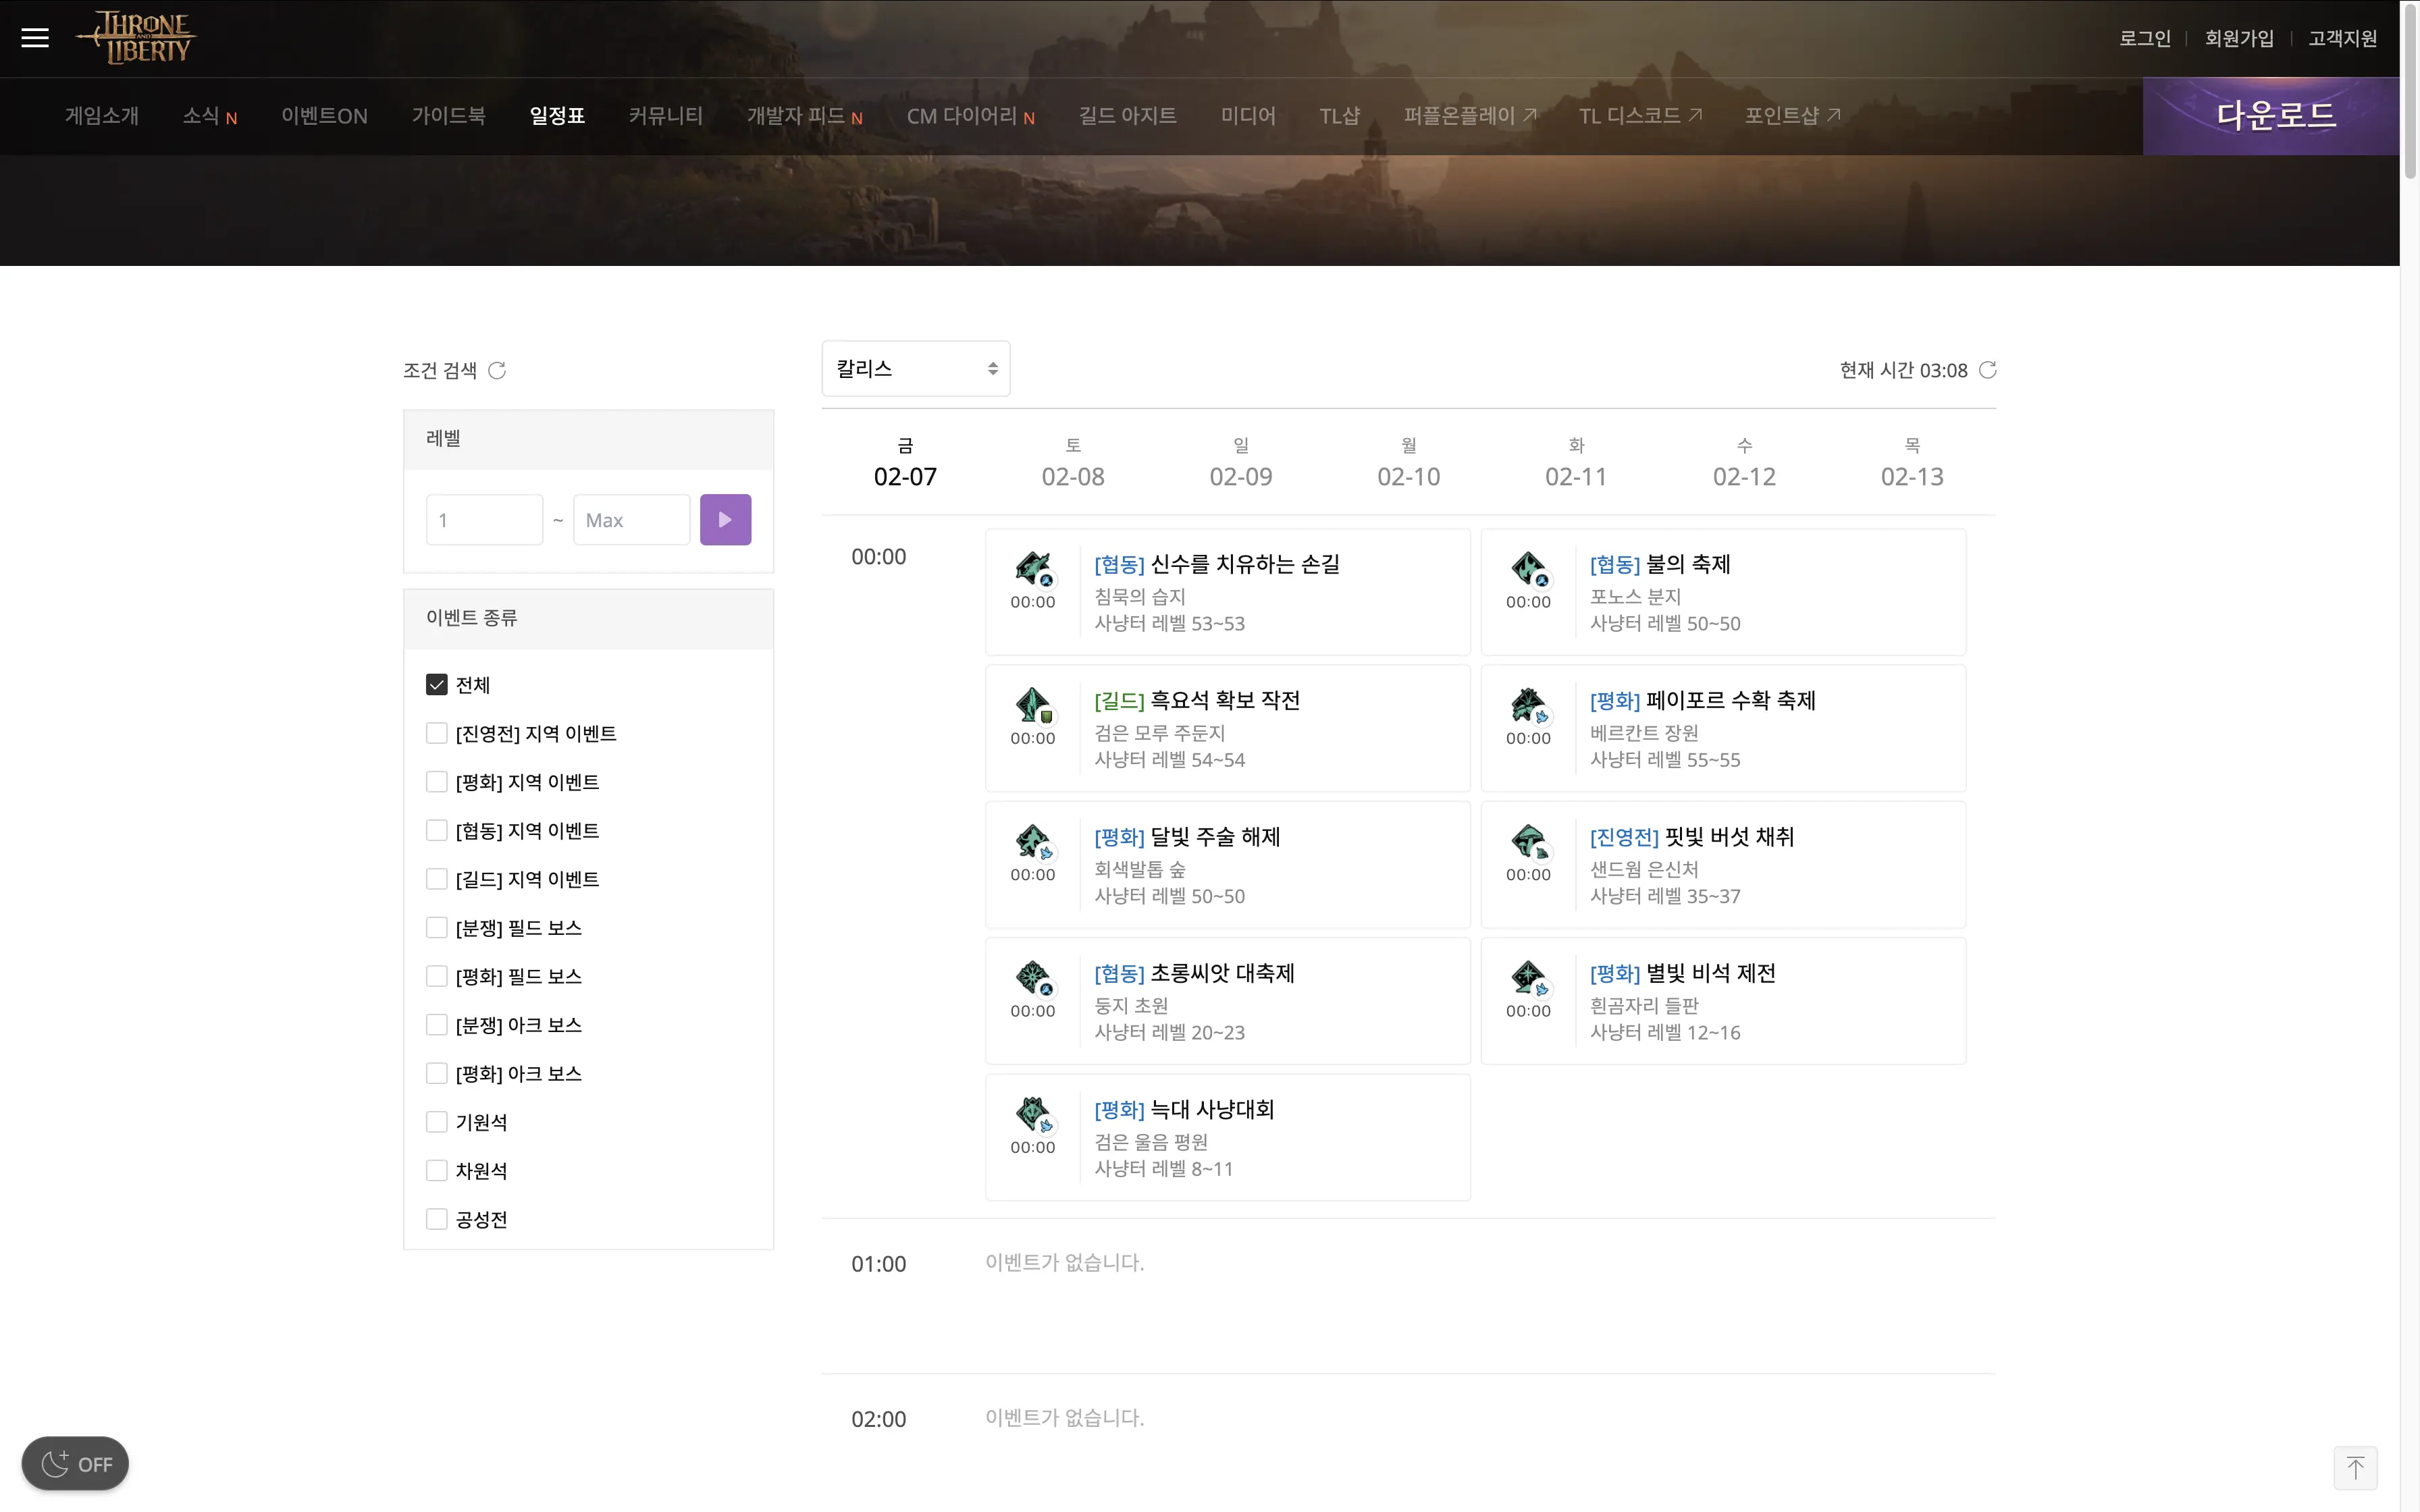 THRONE AND LIBERTY
로그인 회원가입 고객지원
게임소개 소식 N 이벤트ON 가이드북 일정표 커뮤니티 개발자 피드 N CM 다이어리 N 길드 아지트 미디어 TL샵 퍼플온플레이 TL 디스코드 포인트샵 다운로드
조건 검색
레벨
1 ~ Max
이벤트 종류
전체
[진영전] 지역 이벤트
[평화] 지역 이벤트
[협동] 지역 이벤트
[길드] 지역 이벤트
[분쟁] 필드 보스
[평화] 필드 보스
[분쟁] 아크 보스
[평화] 아크 보스
기원석
차원석
공성전
칼리스
현재 시간 03:08
금 토 일 월 화 수 목
02-07 02-08 02-09 02-10 02-11 02-12 02-13
00:00
[협동] 신수를 치유하는 손길
침묵의 습지
00:00
사냥터 레벨 53~53
[협동] 불의 축제
포노스 분지
00:00
사냥터 레벨 50~50
[길드] 흑요석 확보 작전
검은 모루 주둔지
00:00
사냥터 레벨 54~54
[평화] 페이포르 수확 축제
베르칸트 장원
00:00
사냥터 레벨 55~55
[평화] 달빛 주술 해제
회색발톱 숲
00:00
사냥터 레벨 50~50
[진영전] 핏빛 버섯 채취
샌드웜 은신처
00:00
사냥터 레벨 35~37
[협동] 초롱씨앗 대축제
둥지 초원
00:00
사냥터 레벨 20~23
[평화] 별빛 비석 제전
흰곰자리 들판
00:00
사냥터 레벨 12~16
[평화] 늑대 사냥대회
검은 울음 평원
00:00
사냥터 레벨 8~11
01:00 이벤트가 없습니다.
02:00 이벤트가 없습니다.
OFF